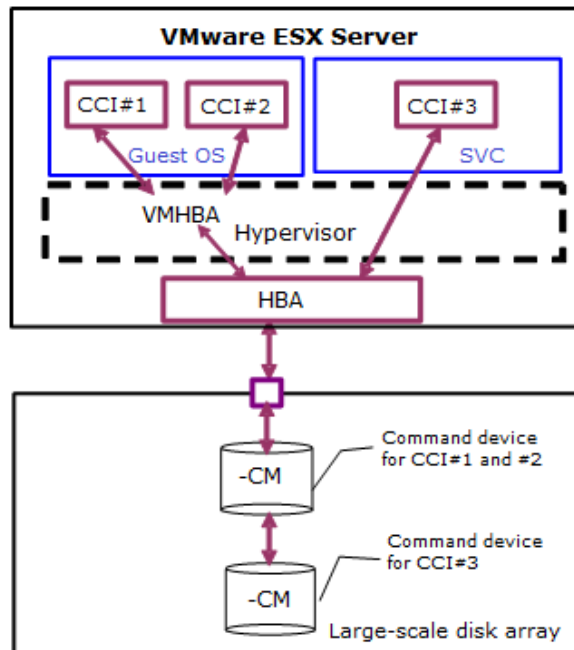 VMware ESX Server
CCI#1
CCI#2
CCI#3
Guest OS
SVC
VMHBA
Hypervisor
HBA
-CM
Command device
for CCI#1 and #2
-CM
Command device
for CCI#3
Large-scale disk array